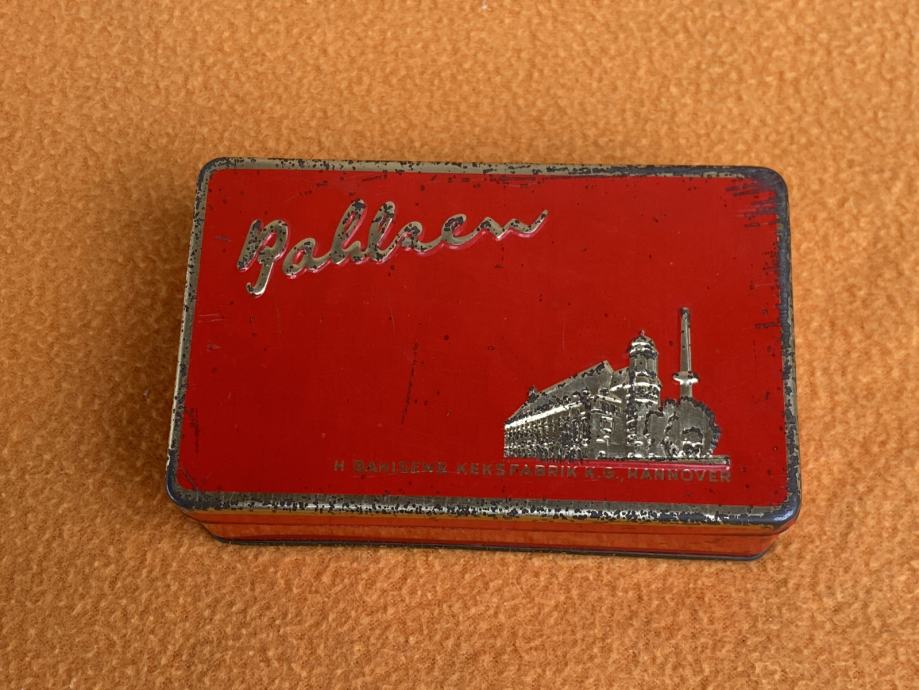 Bahlsen
H. BAHLSENS KEKSFABRIK K.G., HANNOVER